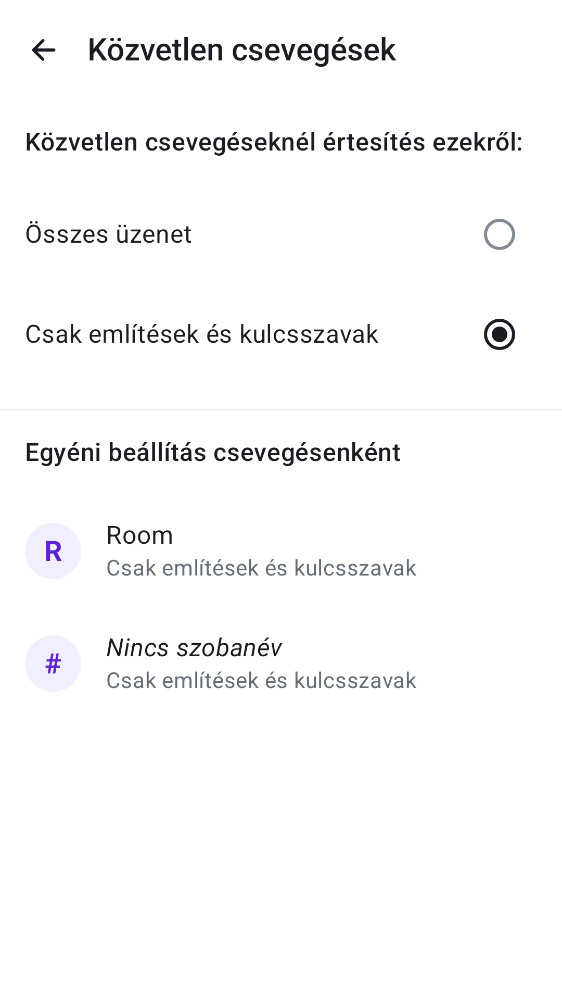 Közvetlen csevegések
Közvetlen csevegéseknél értesítés ezekről:
Összes üzenet
Csak említések és kulcsszavak
Egyéni beállítás csevegésenként
R
Room
Csak említések és kulcsszavak
#
Nincs szobanév
Csak említések és kulcsszavak